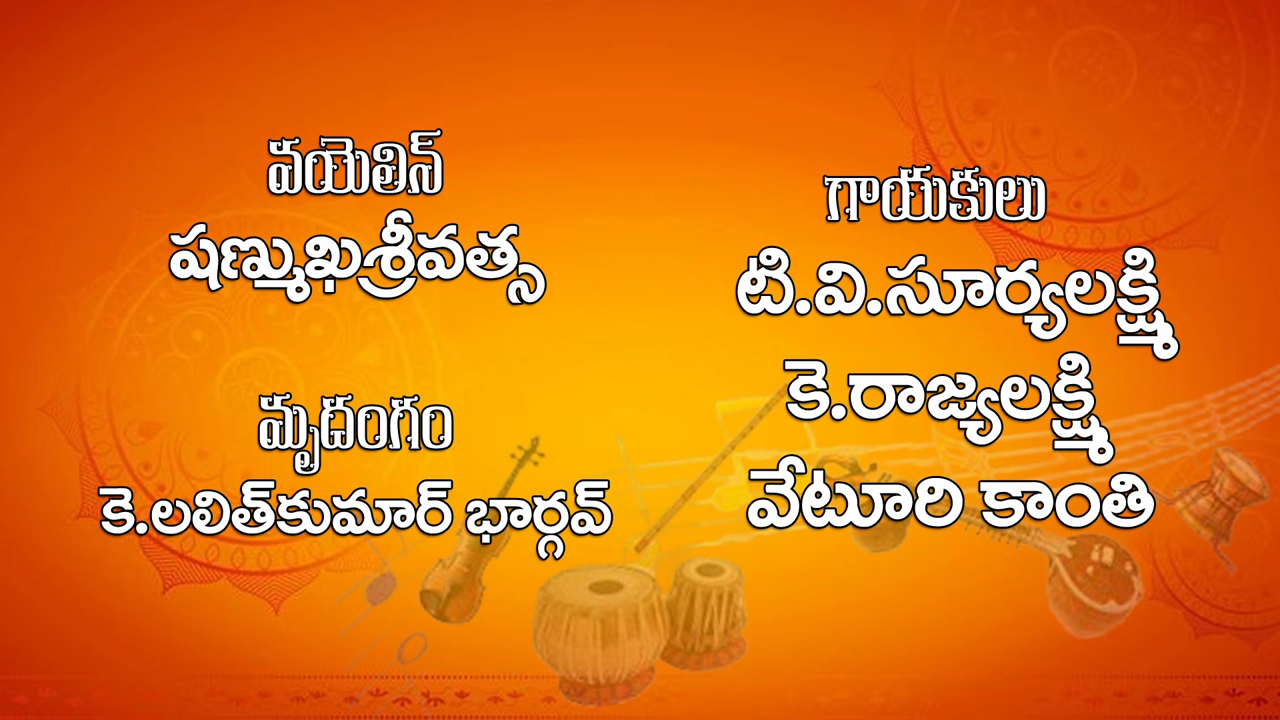 వయెలిన్
షణ్ముఖశ్రీవత్స
మృదంగం
కె.లలిత్‌కుమార్ భార్గవ్
గాయకులు
టి.వి.సూర్యలక్ష్మి
కె.రాజ్యలక్ష్మి
వేటూరి కాంతి